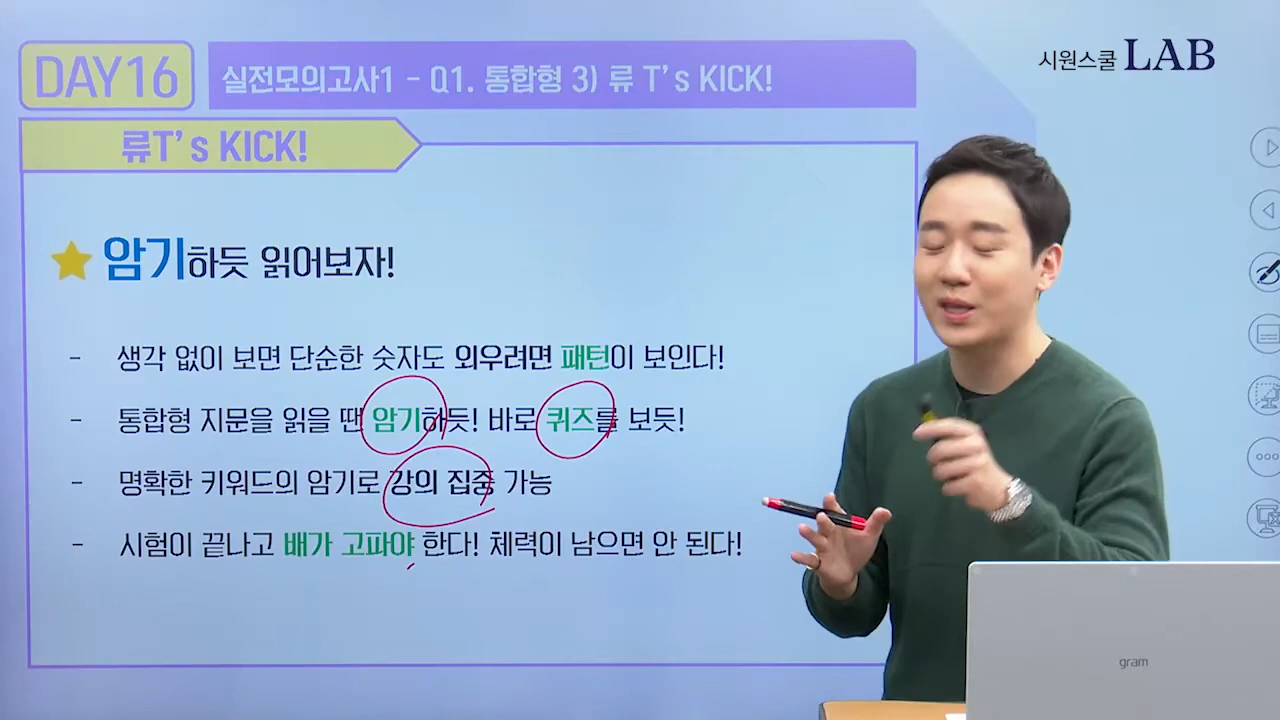 DAY16
실전모의고사1 - Q1. 통합형 3) 류 T's KICK!
시원스쿨 LAB
류T's KICK!
암기하듯 읽어보자!
- 생각 없이 보면 단순한 숫자도 외우려면 패턴이 보인다!
- 통합형 지문을 읽을 땐 암기하듯! 바로 퀴즈를 보듯!
- 명확한 키워드의 암기로 강의 집중 가능
- 시험이 끝나고 배가 고파야 한다! 체력이 남으면 안 된다!
gram